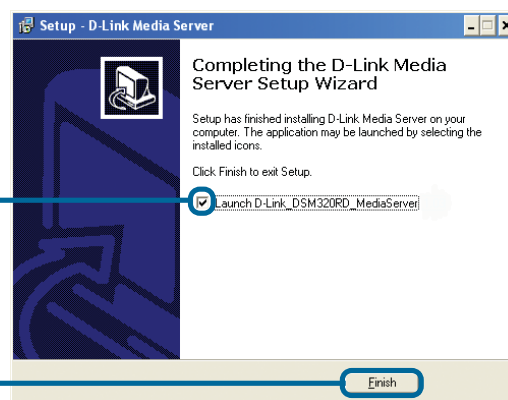 Setup - D-Link Media Server
Completing the D-Link Media
Server Setup Wizard
Setup has finished installing D-Link Media Server on your
computer. The application may be launched by selecting the
installed icons.
Click Finish to exit Setup.
Launch D-Link_DSM320RD_MediaServer
Finish